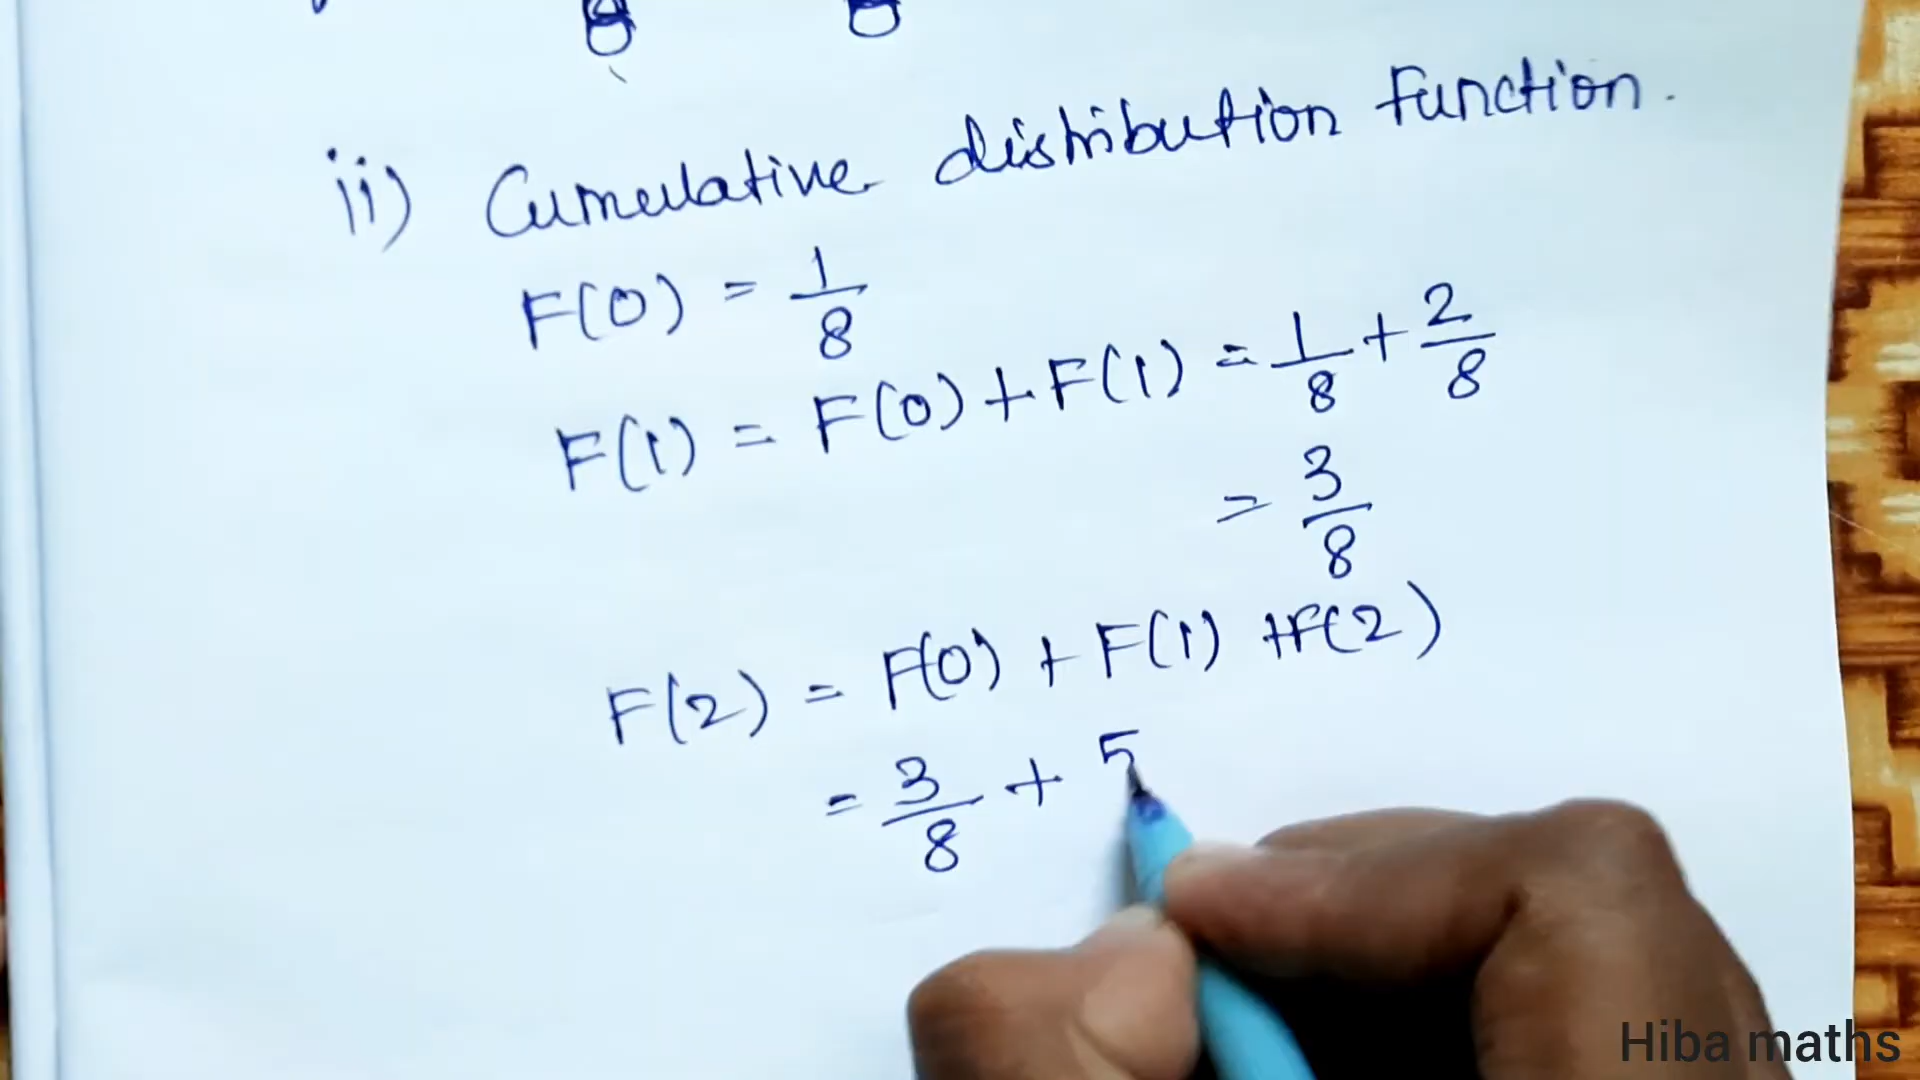 ii) Cumulative distribution function.
F(0) = 1/8
F(1) = F(0) + F(1) = 1/8 + 2/8
= 3/8
F(2) = F(0) + F(1) + F(2)
= 3/8 + 5
Hiba maths